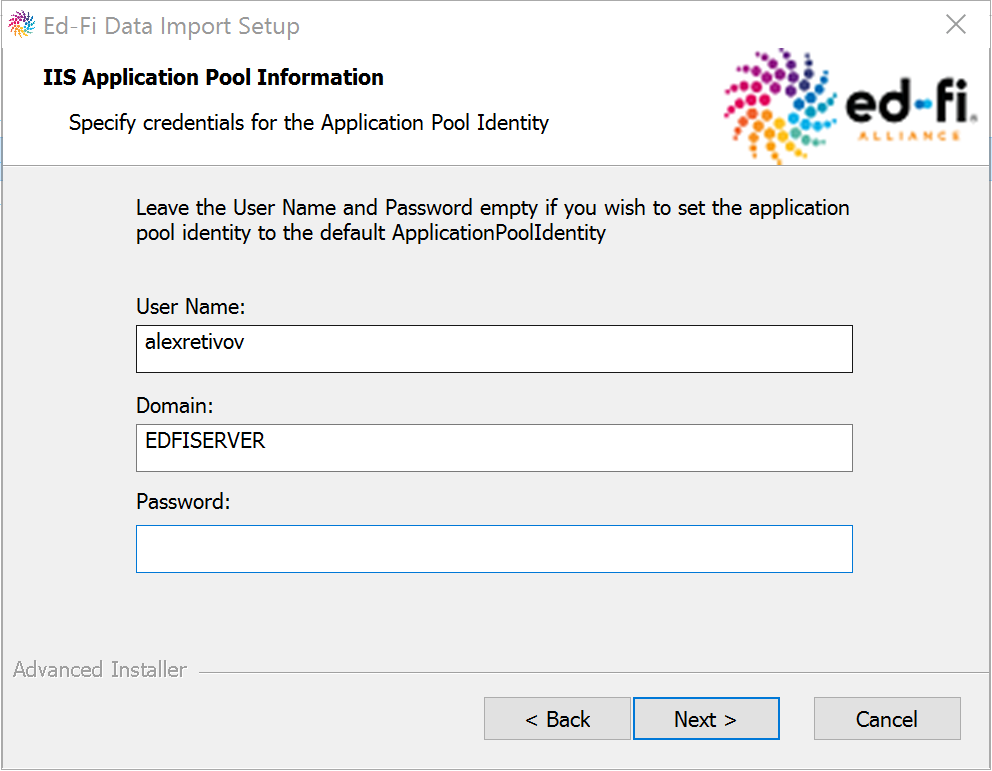 Ed-Fi Data Import Setup
IIS Application Pool Information
Specify credentials for the Application Pool Identity
ed-fi®
ALLIANCE
Leave the User Name and Password empty if you wish to set the application
pool identity to the default ApplicationPoolIdentity
User Name:
alexretivov
Domain:
EDFISERVER
Password:
Advanced Installer
< Back
Next >
Cancel